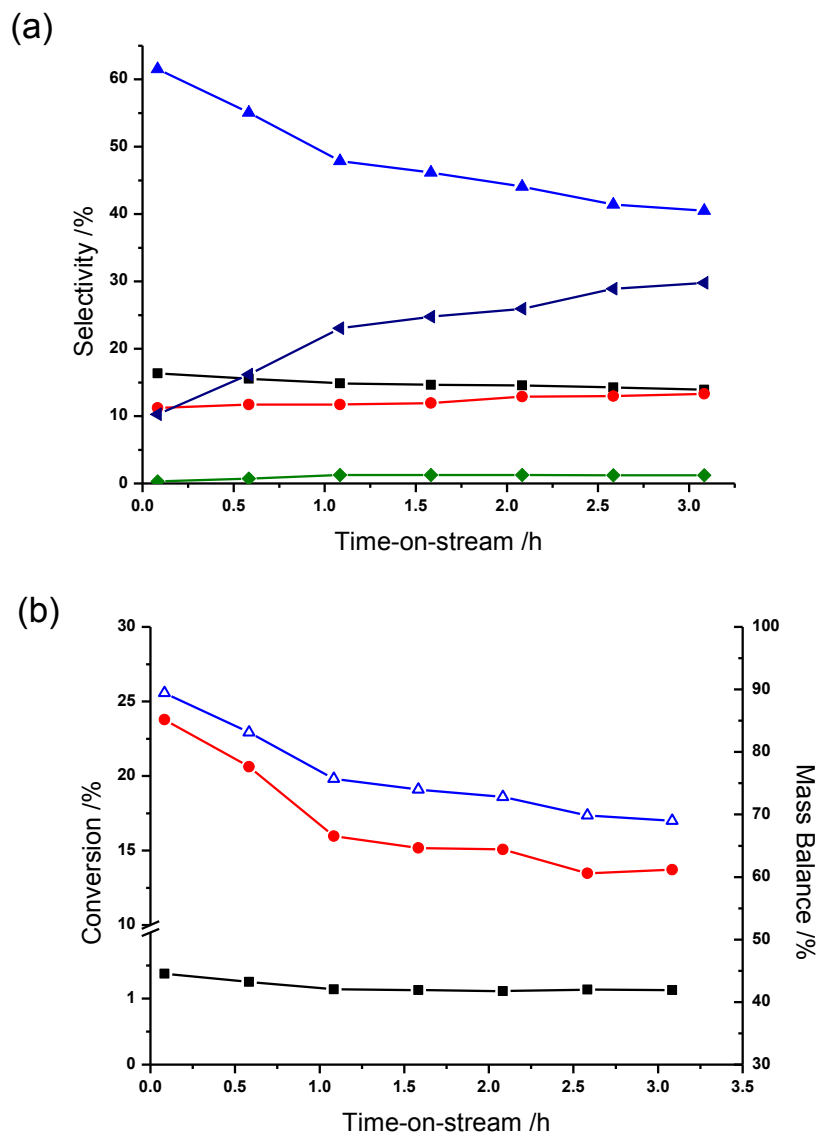 (a)
60
50
40
30
20
10
0
Selectivity /%
0.0 0.5 1.0 1.5 2.0 2.5 3.0
Time-on-stream /h
(b)
30
25
20
15
10
1
0
Conversion /%
100
90
80
70
60
50
40
30
Mass Balance /%
0.0 0.5 1.0 1.5 2.0 2.5 3.0 3.5
Time-on-stream /h